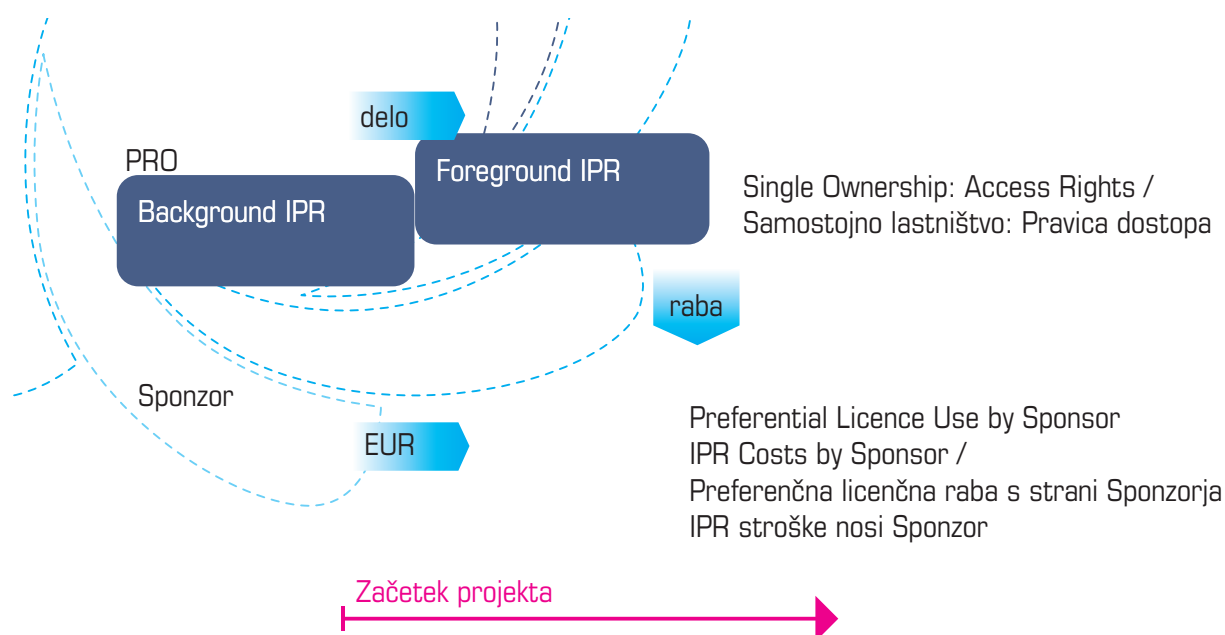 delo
PRO
Foreground IPR
Background IPR
Single Ownership: Access Rights /
Samostojno lastništvo: Pravica dostopa
raba
Sponzor
EUR
Preferential Licence Use by Sponsor
IPR Costs by Sponsor /
Preferenčna licenčna raba s strani Sponzorja
IPR stroške nosi Sponzor
Začetek projekta